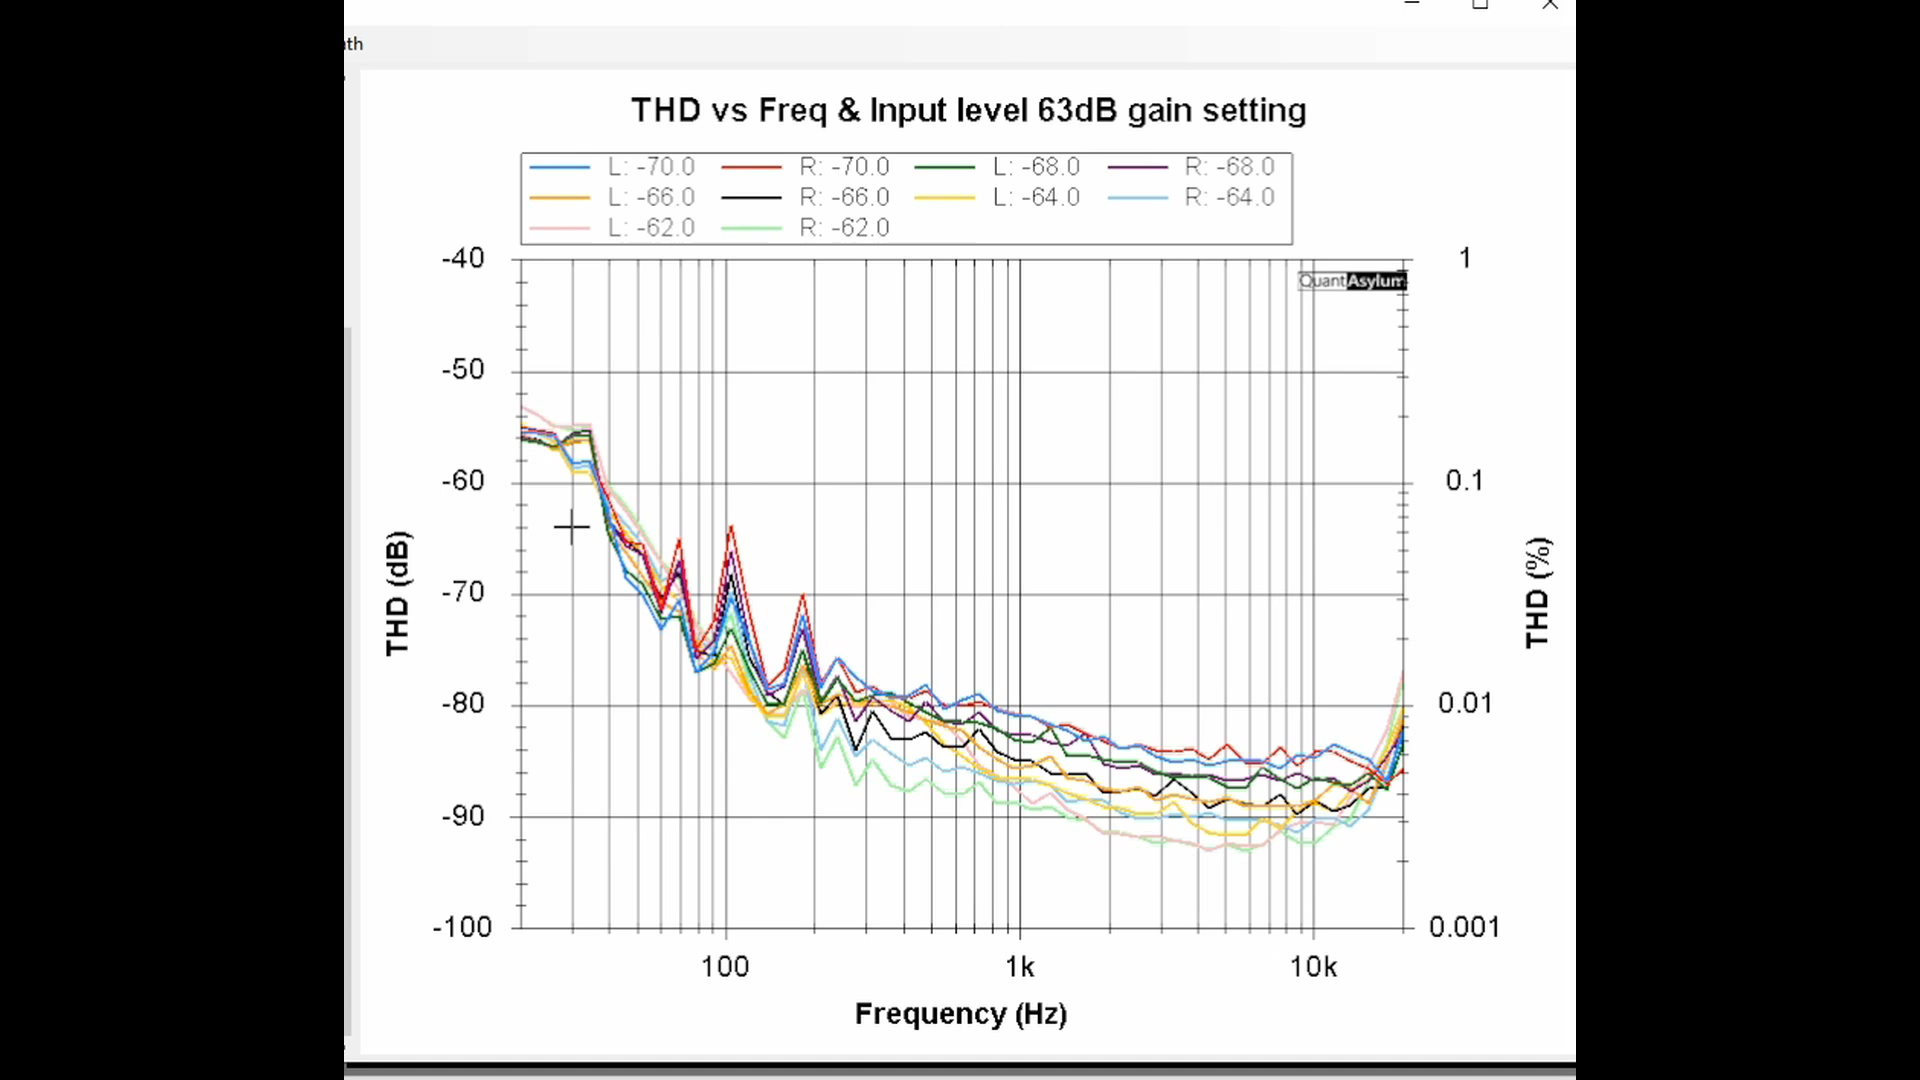 ath
THD vs Freq & Input level 63dB gain setting
L: -70.0 R: -70.0 L: -68.0 R: -68.0
L: -66.0 R: -66.0 L: -64.0 R: -64.0
L: -62.0 R: -62.0
QuantAsylum
-40 1
-50
-60 0.1
-70
-80 0.01
-90
-100 0.001
THD (dB)
THD (%)
100 1k 10k
Frequency (Hz)